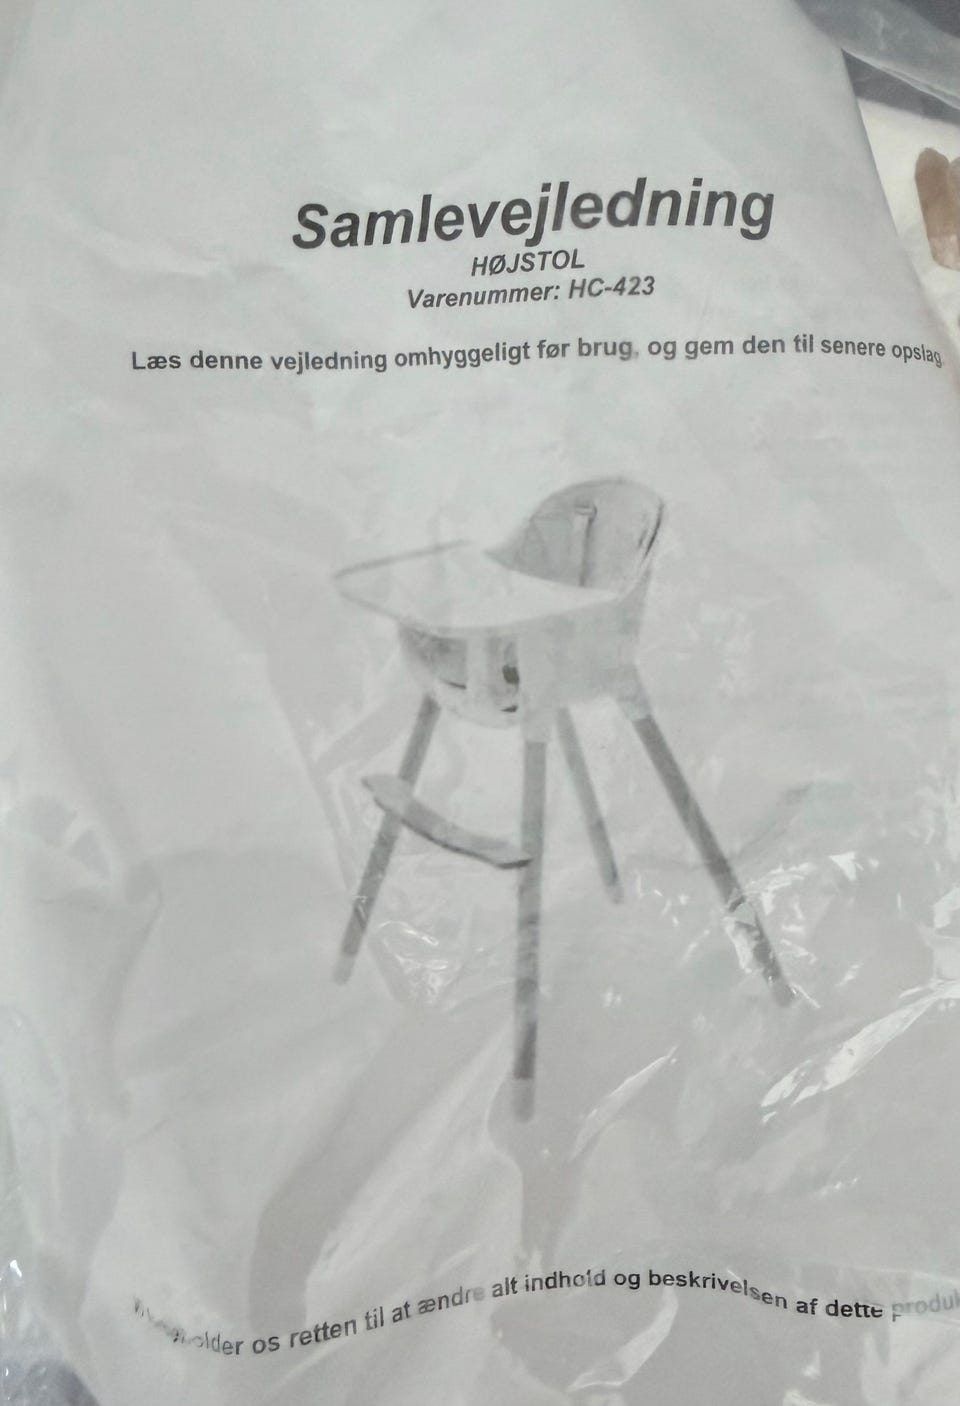 Samlevejledning
HØJSTOL
Varenummer: HC-423
Læs denne vejledning omhyggeligt før brug, og gem den til senere opslag
os retten til at ændre alt indhold og beskrivelsen af dette